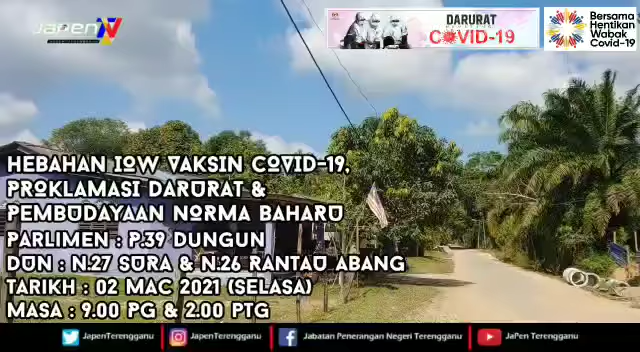 JaPenTV
JAPEN TERENGGANU
DARURAT
COVID-19
Bersama
Hentikan
Wabak
Covid-19
HEBAHAN IOW VAKSIN COVID-19,
PROKLAMASI DARURAT &
PEMBUDAYAAN NORMA BAHARU
PARLIMEN : P.39 DUNGUN
DUN : N.27 SURA & N.26 RANTAU ABANG
TARIKH : 02 MAC 2021 (SELASA)
MASA : 9.00 PG & 2.00 PTG
JaPenTerengganu JaPenTerengganu Jabatan Penerangan Negeri Terengganu JaPen Terengganu